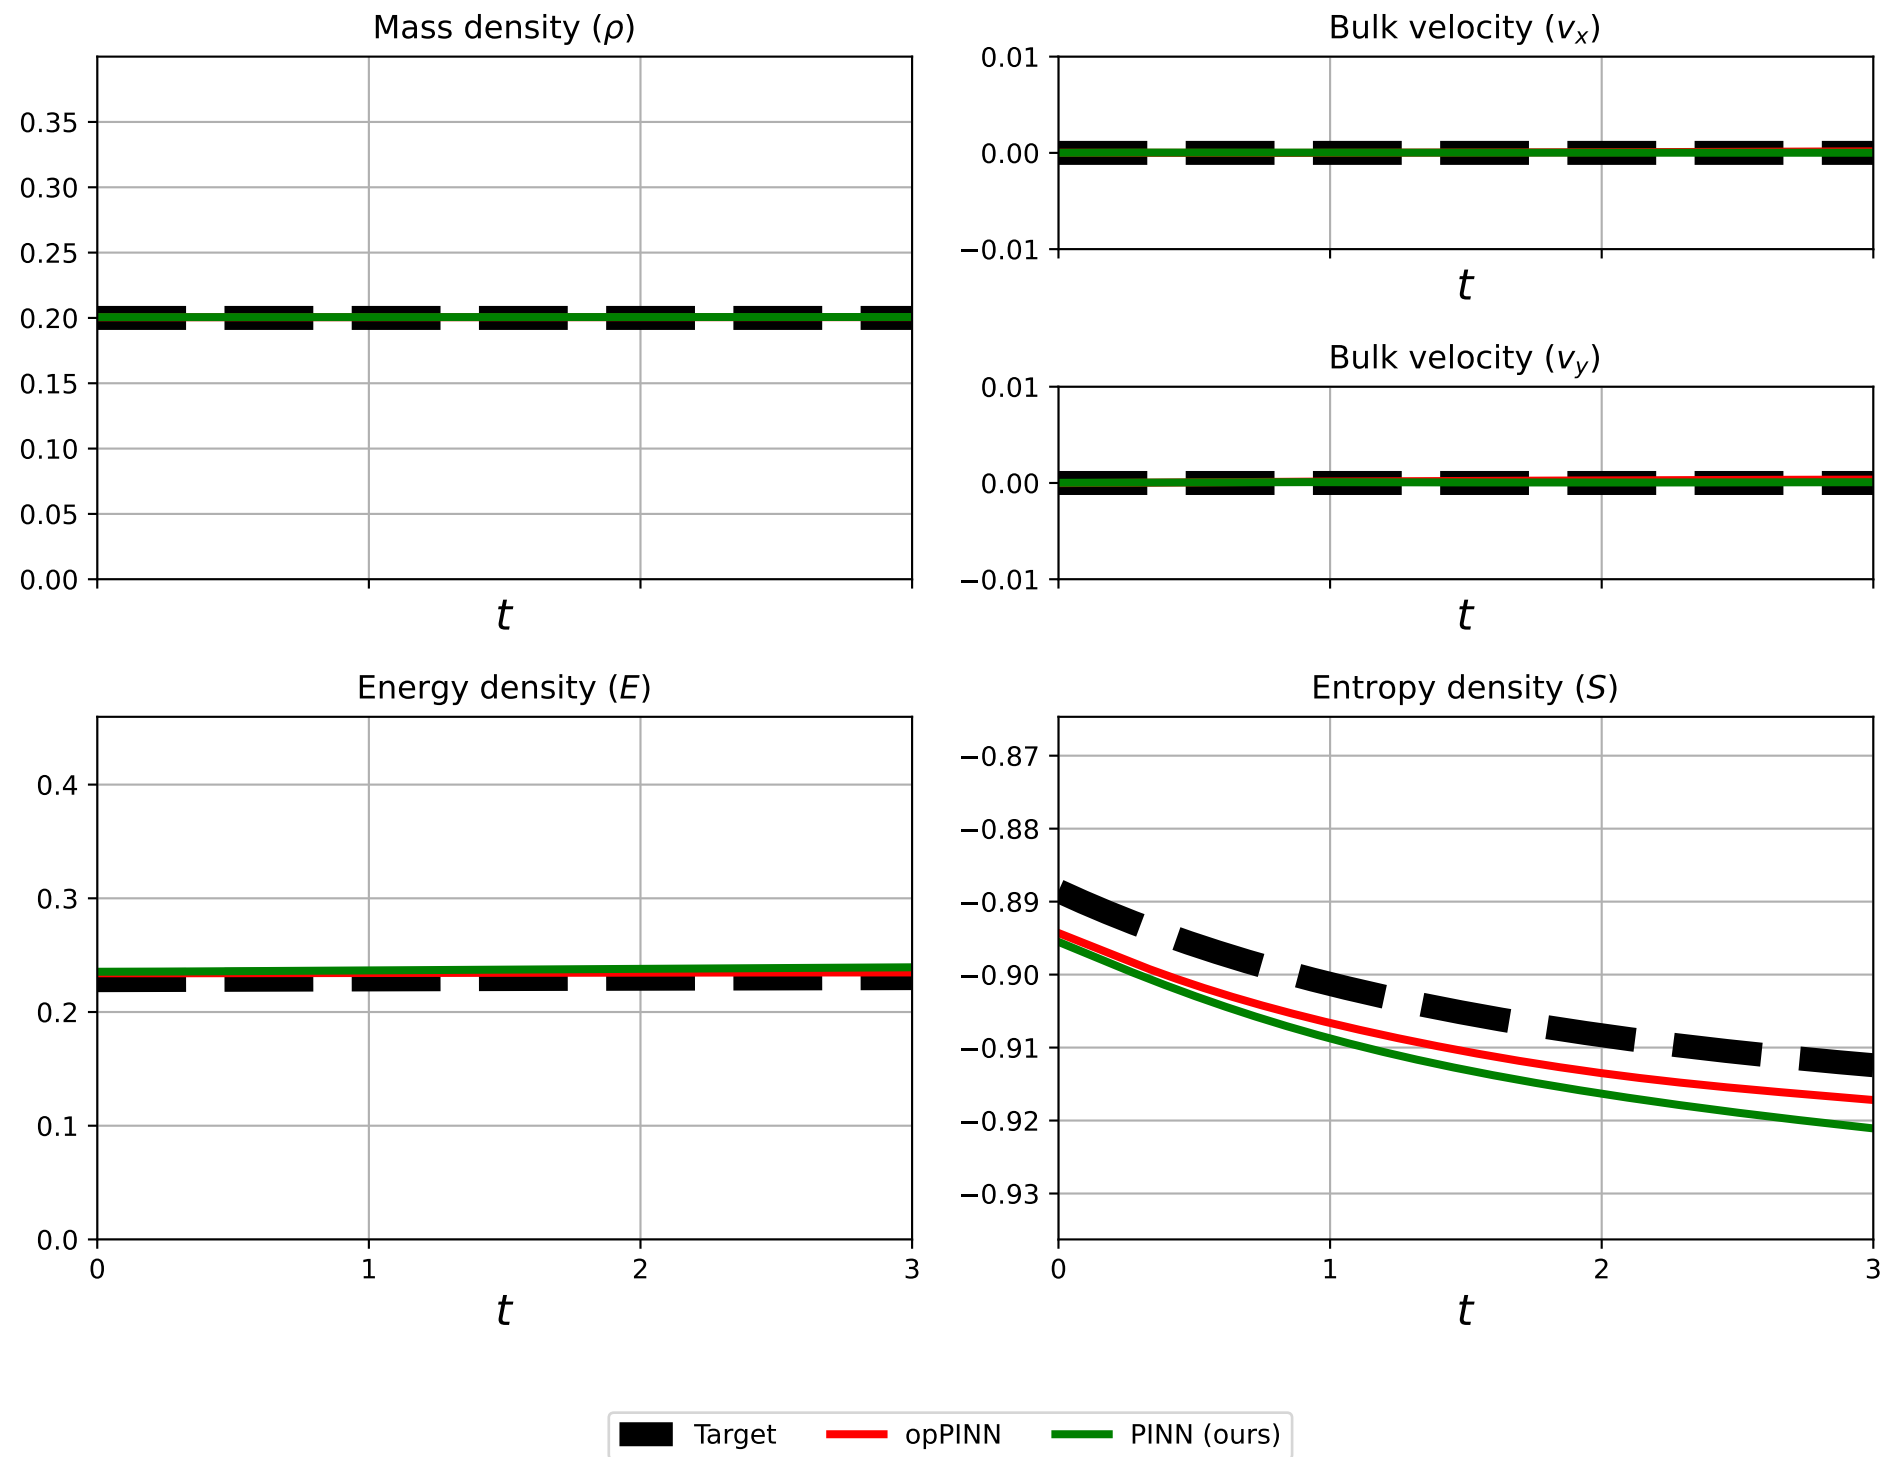 Mass density (ρ)
0.35
0.30
0.25
0.20
0.15
0.10
0.05
0.00
t
Bulk velocity (vₓ)
0.01
0.00
−0.01
t
Bulk velocity (v_y)
0.01
0.00
−0.01
t
Energy density (E)
0.4
0.3
0.2
0.1
0.0
0 1 2 3
t
Entropy density (S)
−0.87
−0.88
−0.89
−0.90
−0.91
−0.92
−0.93
0 1 2 3
t
Target opPINN PINN (ours)